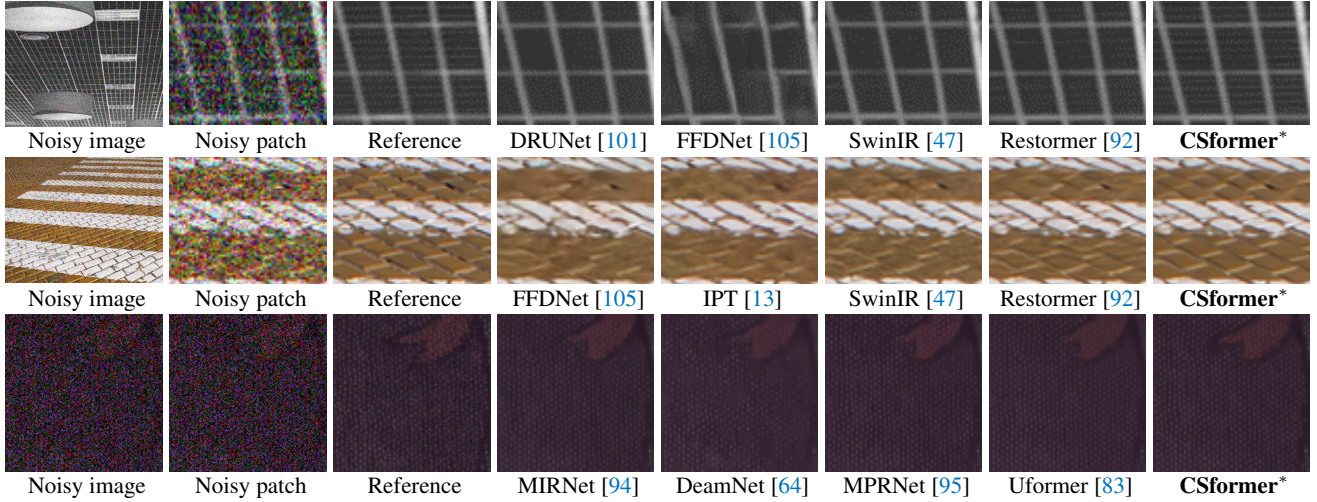 Noisy image Noisy patch Reference DRUNet [101] FFDNet [105] SwinIR [47] Restormer [92] CSformer*
Noisy image Noisy patch Reference FFDNet [105] IPT [13] SwinIR [47] Restormer [92] CSformer*
Noisy image Noisy patch Reference MIRNet [94] DeamNet [64] MPRNet [95] Uformer [83] CSformer*